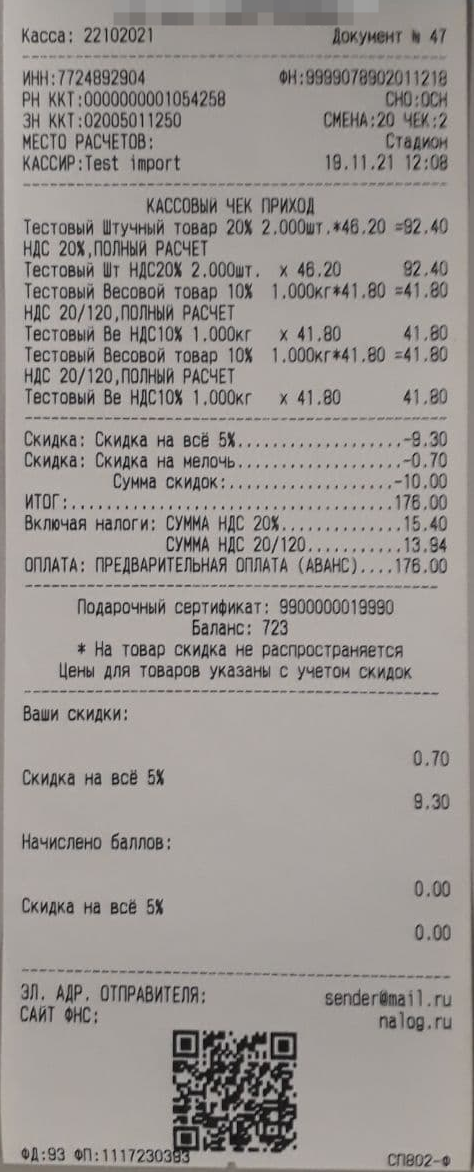 Касса: 22102021 Документ № 47
ИНН:7724892904 ФН:9999078902011218
РН ККТ:0000000001054258 СНО:ОСН
ЗН ККТ:02005011250 СМЕНА:20 ЧЕК:2
МЕСТО РАСЧЕТОВ: Стадион
КАССИР:Test import 19.11.21 12:08
КАССОВЫЙ ЧЕК ПРИХОД
Тестовый Штучный товар 20% 2.000шт.*46.20 =92.40
НДС 20%,ПОЛНЫЙ РАСЧЕТ
Тестовый Шт НДС20% 2.000шт. x 46.20 92.40
Тестовый Весовой товар 10% 1.000кг*41.80 =41.80
НДС 20/120,ПОЛНЫЙ РАСЧЕТ
Тестовый Ве НДС10% 1.000кг x 41.80 41.80
Тестовый Весовой товар 10% 1.000кг*41.80 =41.80
НДС 20/120,ПОЛНЫЙ РАСЧЕТ
Тестовый Ве НДС10% 1.000кг x 41.80 41.80
Скидка: Скидка на всё 5%...................-9.30
Скидка: Скидка на мелочь...................-0.70
Сумма скидок:..................-10.00
ИТОГ:..................................176.00
Включая налоги: СУММА НДС 20%............15.40
СУММА НДС 20/120.........13.94
ОПЛАТА: ПРЕДВАРИТЕЛЬНАЯ ОПЛАТА (АВАНС)....176.00
Подарочный сертификат: 9900000019990
Баланс: 723
* На товар скидка не распространяется
Цены для товаров указаны с учетом скидок
Ваши скидки:
0.70
Скидка на всё 5%
9.30
Начислено баллов:
0.00
Скидка на всё 5%
0.00
ЭЛ. АДР. ОТПРАВИТЕЛЯ: sender@mail.ru
САЙТ ФНС: nalog.ru
ФД:93 ФП:1117230393 СП802-Ф